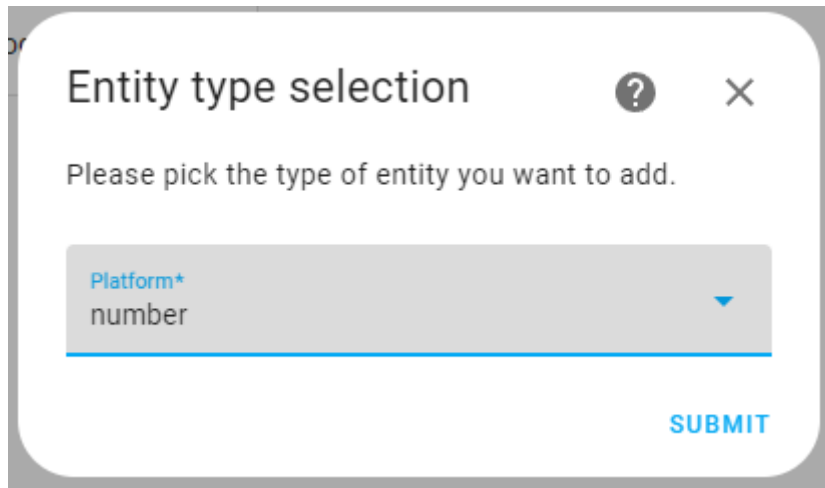 Entity type selection
Please pick the type of entity you want to add.
Platform*
number
SUBMIT